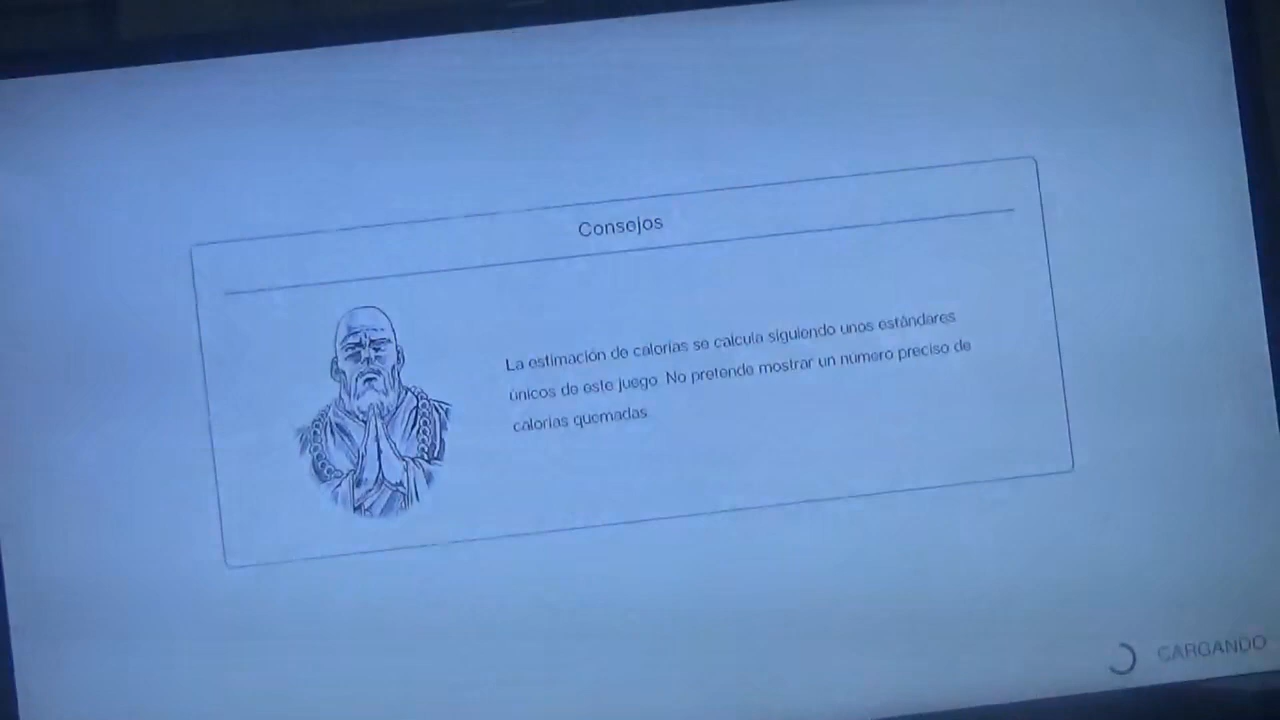 Consejos
La estimación de calorías se calcula siguiendo unos estándares
únicos de este juego. No pretende mostrar un número preciso de
calorías quemadas.
CARGANDO